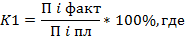 К1 = П i факт / П i пл * 100%, где